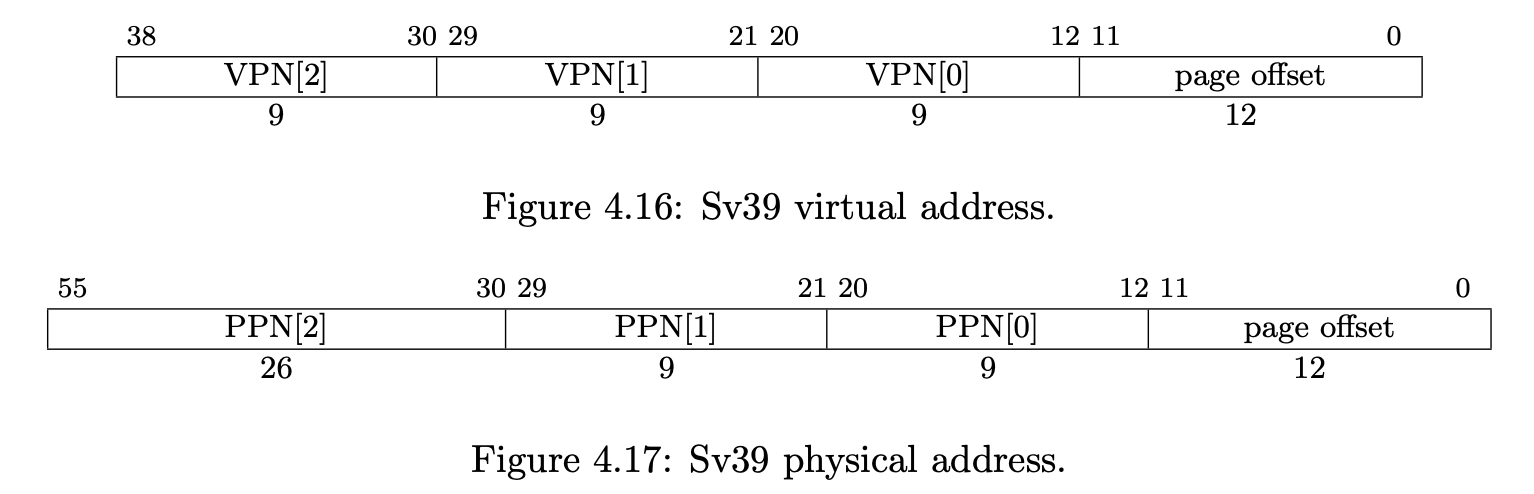 38 30 29 21 20 12 11 0
VPN[2] VPN[1] VPN[0] page offset
9 9 9 12
Figure 4.16: Sv39 virtual address.
55 30 29 21 20 12 11 0
PPN[2] PPN[1] PPN[0] page offset
26 9 9 12
Figure 4.17: Sv39 physical address.